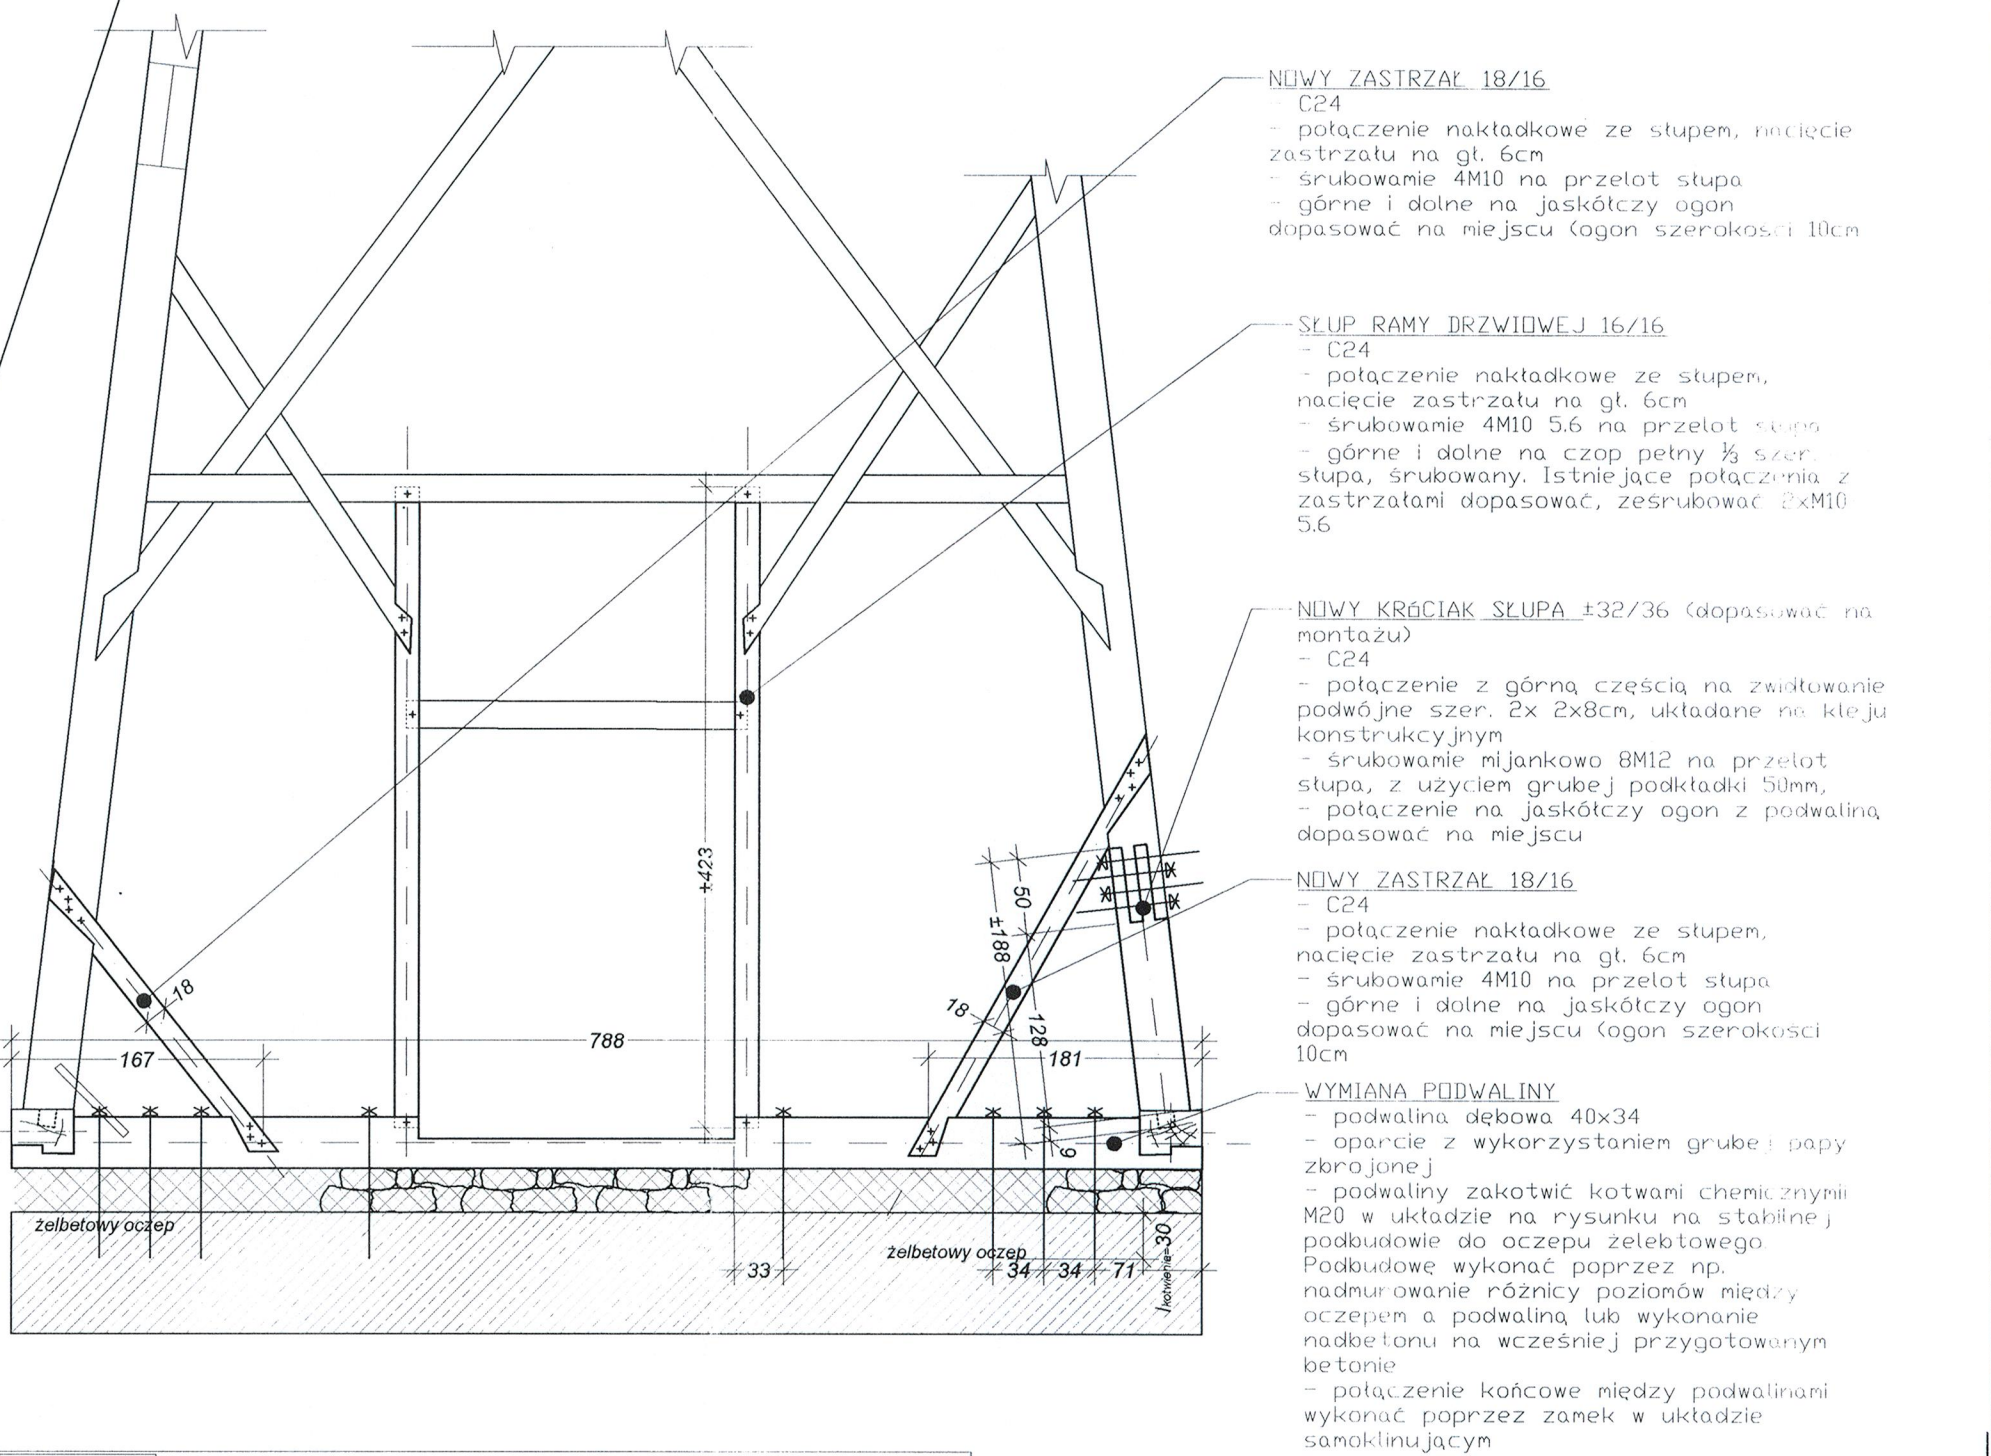 NOWY ZASTRZAŁ 18/16
- C24
- połączenie nakładkowe ze słupem, nacięcie
zastrzału na gł. 6cm
- śrubowamie 4M10 na przelot słupa
- górne i dolne na jaskółczy ogon
dopasować na miejscu (ogon szerokości 10cm
SŁUP RAMY DRZWIOWEJ 16/16
- C24
- połączenie nakładkowe ze słupem,
nacięcie zastrzału na gł. 6cm
- śrubowamie 4M10 5.6 na przelot słupa
- górne i dolne na czop pełny ⅓ szer.
słupa, śrubowany. Istniejące połączenia z
zastrzałami dopasować, ześrubować 2xM10
5.6
NOWY KRÓCIAK SŁUPA ±32/36 (dopasować na
montażu)
- C24
- połączenie z górną częścią na zwidłowanie
podwójne szer. 2x 2x8cm, układane na kleju
konstrukcyjnym
- śrubowamie mijankowo 8M12 na przelot
słupa, z użyciem grubej podkładki 50mm,
- połączenie na jaskółczy ogon z podwaliną
dopasować na miejscu
NOWY ZASTRZAŁ 18/16
- C24
- połączenie nakładkowe ze słupem,
nacięcie zastrzału na gł. 6cm
- śrubowamie 4M10 na przelot słupa
- górne i dolne na jaskółczy ogon
dopasować na miejscu (ogon szerokości
10cm
WYMIANA PODWALINY
- podwalina dębowa 40x34
- oparcie z wykorzystaniem grubej papy
zbrojonej
- podwaliny zakotwić kotwami chemicznymii
M20 w układzie na rysunku na stabilnej
podbudowie do oczepu żelebtowego.
Podbudowę wykonać poprzez np.
nadmurowanie różnicy poziomów między
oczepem a podwaliną lub wykonanie
nadbetonu na wcześniej przygotowanym
betonie
- połączenie końcowe między podwalinami
wykonać poprzez zamek w układzie
samoklinującym
±423
50
±188
128
18
18
788
167
181
9
żelbetowy oczep
żelbetowy oczep
33
34
34
71
lkotwienie=30